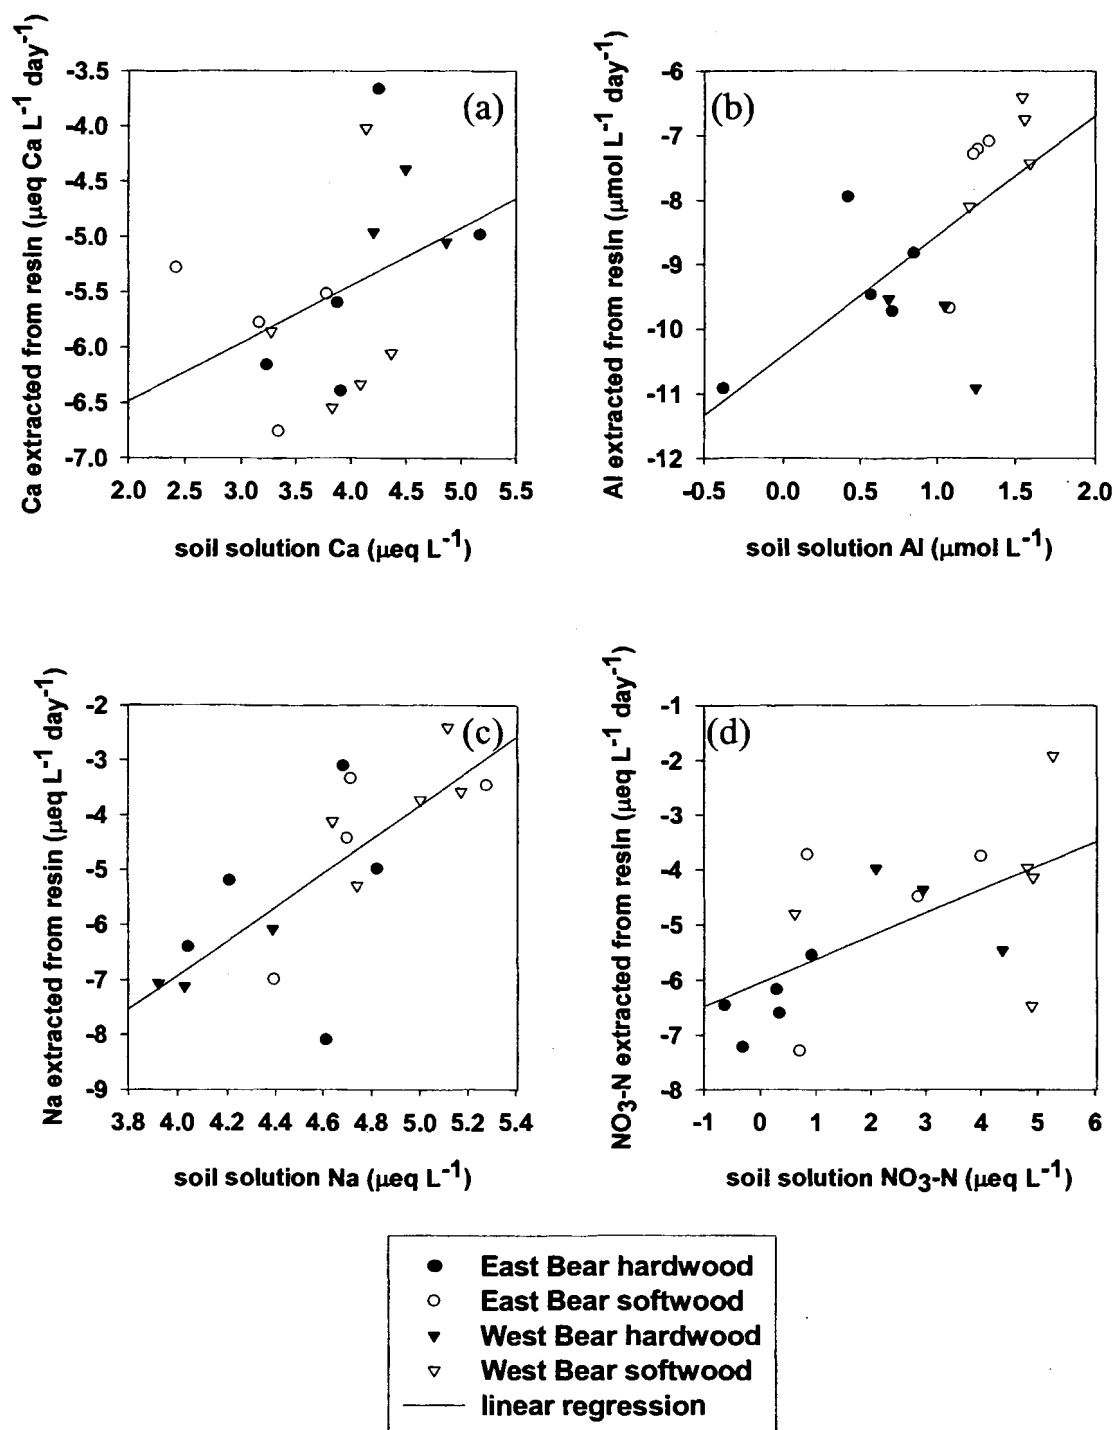 (a)
Ca extracted from resin (µeq Ca L⁻¹ day⁻¹)
-3.5
-4.0
-4.5
-5.0
-5.5
-6.0
-6.5
-7.0
2.0 2.5 3.0 3.5 4.0 4.5 5.0 5.5
soil solution Ca (µeq L⁻¹)
(b)
Al extracted from resin (µmol L⁻¹ day⁻¹)
-6
-7
-8
-9
-10
-11
-12
-0.5 0.0 0.5 1.0 1.5 2.0
soil solution Al (µmol L⁻¹)
(c)
Na extracted from resin (µeq L⁻¹ day⁻¹)
-2
-3
-4
-5
-6
-7
-8
-9
3.8 4.0 4.2 4.4 4.6 4.8 5.0 5.2 5.4
soil solution Na (µeq L⁻¹)
(d)
NO₃-N extracted from resin (µeq L⁻¹ day⁻¹)
-1
-2
-3
-4
-5
-6
-7
-8
-1 0 1 2 3 4 5 6
soil solution NO₃-N (µeq L⁻¹)
East Bear hardwood
East Bear softwood
West Bear hardwood
West Bear softwood
linear regression